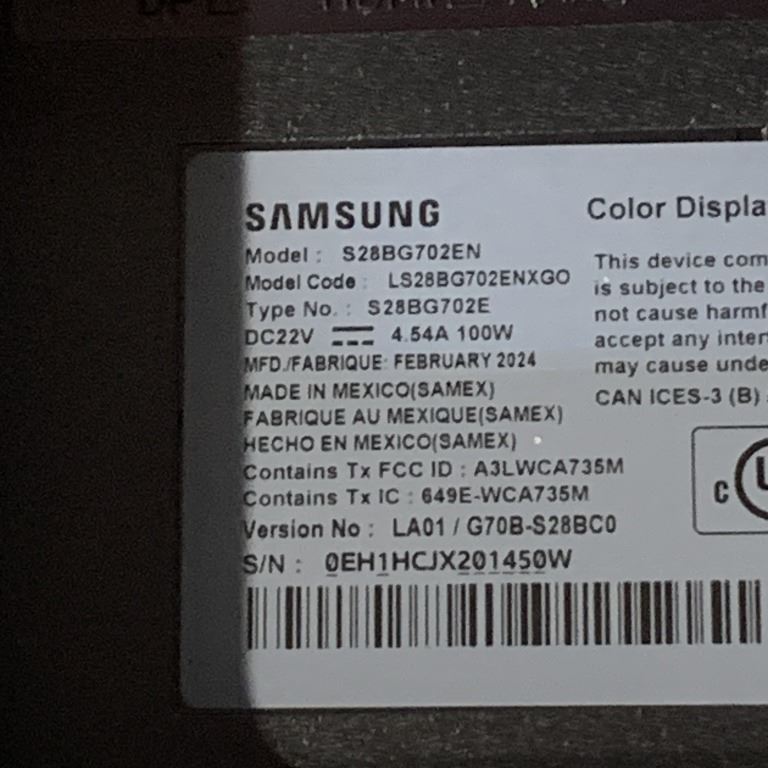 SAMSUNG
Model : S28BG702EN
Model Code : LS28BG702ENXGO
Type No. : S28BG702E
DC22V 4.54A 100W
MFD./FABRIQUE: FEBRUARY 2024
MADE IN MEXICO(SAMEX)
FABRIQUE AU MEXIQUE(SAMEX)
HECHO EN MEXICO(SAMEX)
Contains Tx FCC ID : A3LWCA735M
Contains Tx IC : 649E-WCA735M
Version No : LA01 / G70B-S28BC0
S/N : 0EH1HCJX201450W
Color Displa
This device com
is subject to the
not cause harmf
accept any inter
may cause unde
CAN ICES-3 (B)
C